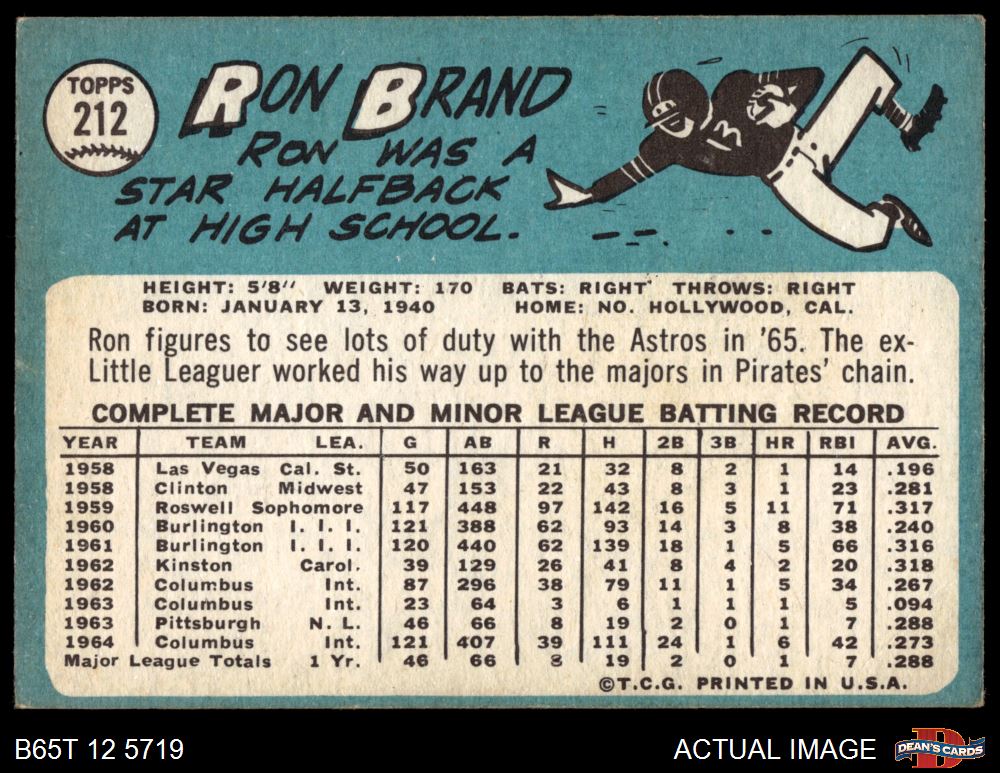 TOPPS
212
RON BRAND
RON WAS A
STAR HALFBACK
AT HIGH SCHOOL.
3
HEIGHT: 5'8" WEIGHT: 170 BATS: RIGHT THROWS: RIGHT
BORN: JANUARY 13, 1940 HOME: NO. HOLLYWOOD, CAL.
Ron figures to see lots of duty with the Astros in '65. The ex-
Little Leaguer worked his way up to the majors in Pirates' chain.
COMPLETE MAJOR AND MINOR LEAGUE BATTING RECORD
YEAR TEAM LEA. G AB R H 2B 3B HR RBI AVG.
1958 Las Vegas Cal. St. 50 163 21 32 8 2 1 14 .196
1958 Clinton Midwest 47 153 22 43 8 3 1 23 .281
1959 Roswell Sophomore 117 448 97 142 16 5 11 71 .317
1960 Burlington I. I. I. 121 388 62 93 14 3 8 38 .240
1961 Burlington I. I. I. 120 440 62 139 18 1 5 66 .316
1962 Kinston Carol. 39 129 26 41 8 4 2 20 .318
1962 Columbus Int. 87 296 38 79 11 1 5 34 .267
1963 Columbus Int. 23 64 3 6 1 1 1 5 .094
1963 Pittsburgh N. L. 46 66 8 19 2 0 1 7 .288
1964 Columbus Int. 121 407 39 111 24 1 6 42 .273
Major League Totals 1 Yr. 46 66 8 19 2 0 1 7 .288
©T.C.G. PRINTED IN U.S.A.
B65T 12 5719 ACTUAL IMAGE D DEAN'S CARDS